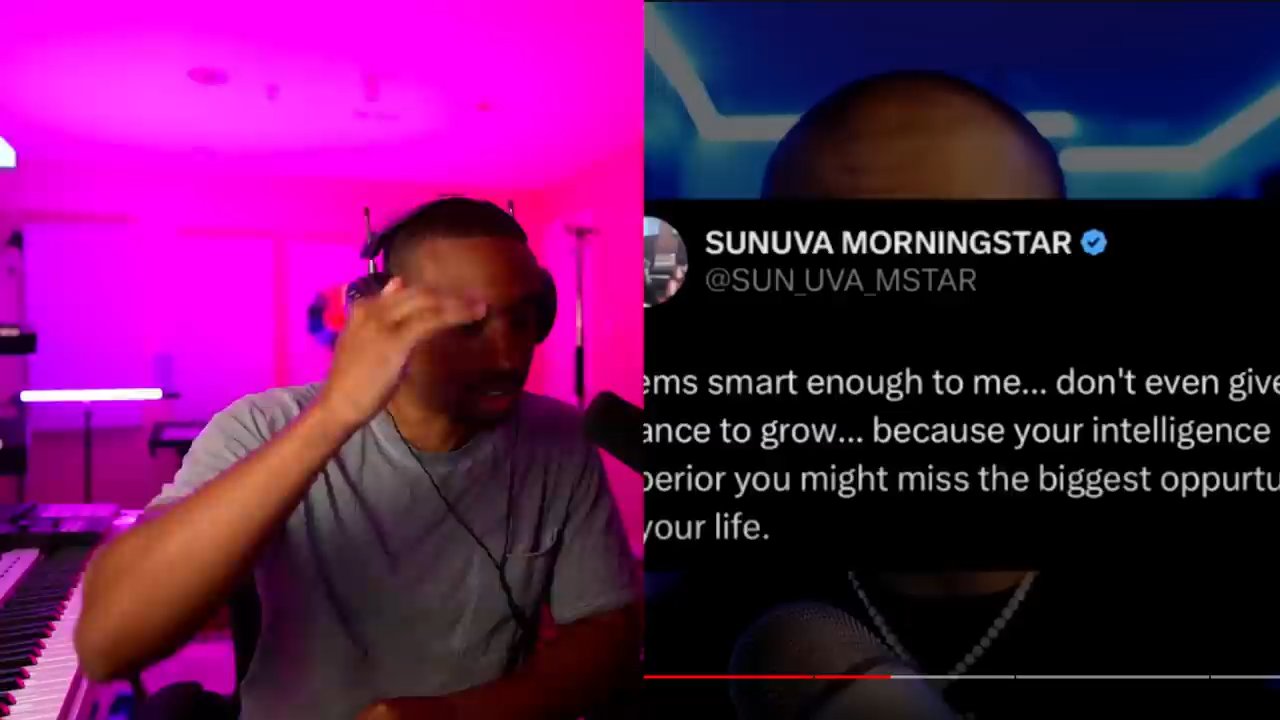 SUNUVA MORNINGSTAR
@SUN_UVA_MSTAR
ems smart enough to me... don't even give
ance to grow... because your intelligence
perior you might miss the biggest oppurtu
your life.